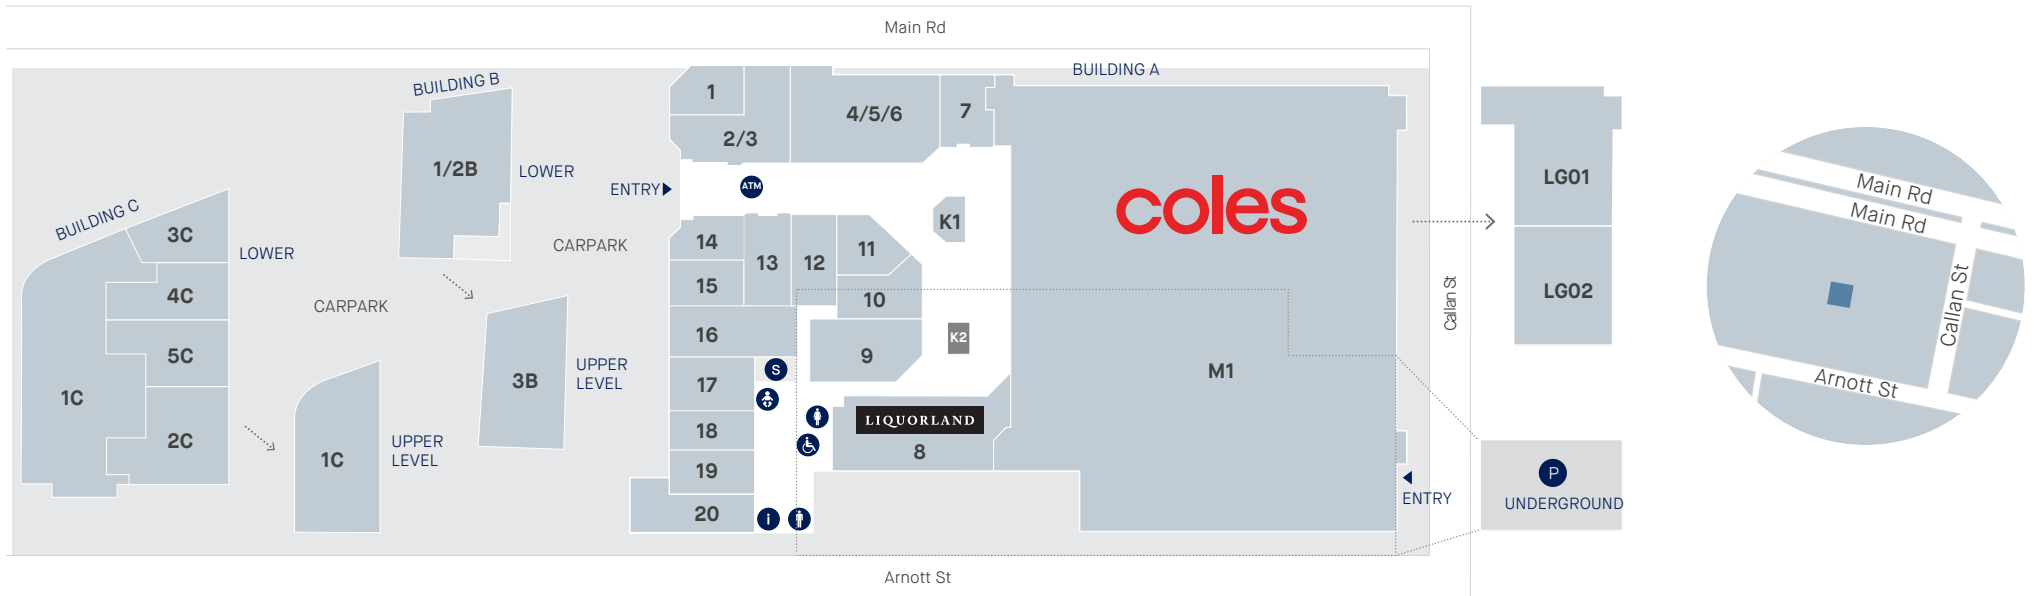 Main Rd
BUILDING A
BUILDING B
BUILDING C
1
2/3
4/5/6
7
1/2B
LOWER
ENTRY
ATM
LG01
Main Rd
Main Rd
3C
LOWER
CARPARK
14
13
12
11
K1
coles
4C
CARPARK
15
10
Callan St
LG02
Callan St
5C
16
9
K2
3B
UPPER
LEVEL
17
S
M1
1C
2C
1C
UPPER
LEVEL
18
LIQUORLAND
8
Arnott St
19
20
i
ENTRY
P
UNDERGROUND
Arnott St